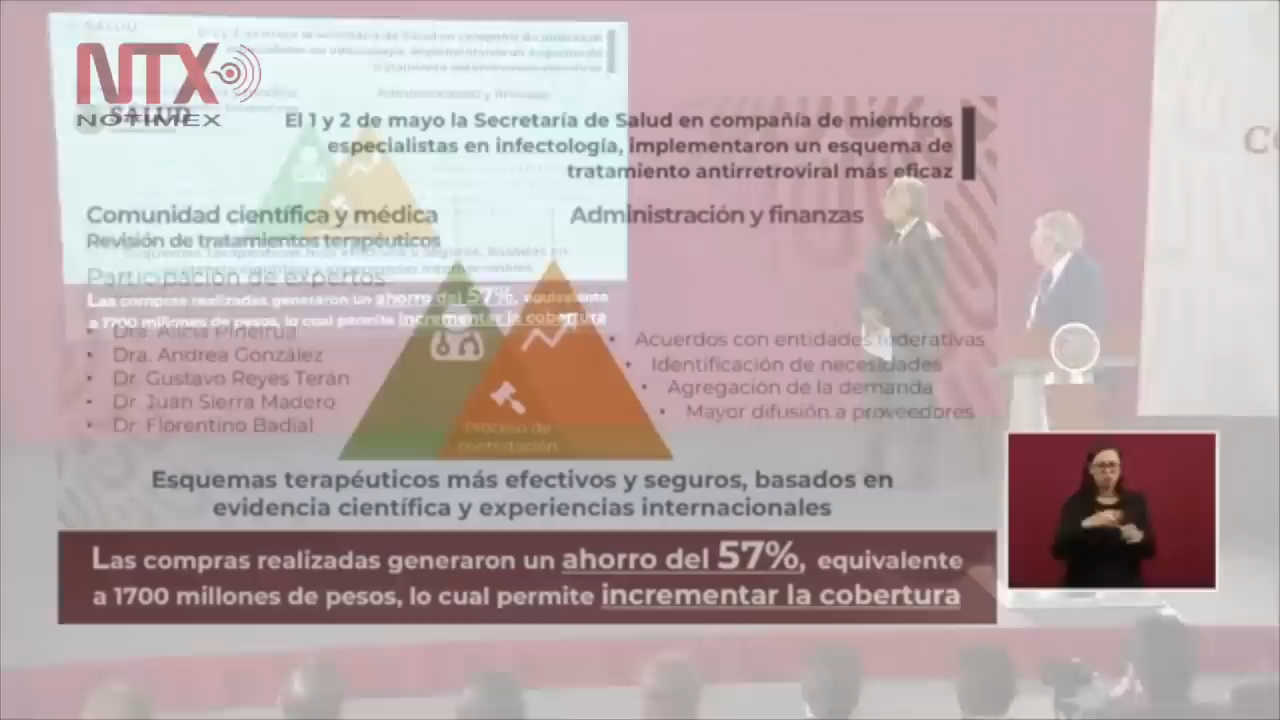 NTX
NOTIMEX
SALUD
El 1 y 2 de mayo la Secretaría de Salud en compañía de miembros
especialistas en infectología, implementaron un esquema de
tratamiento antirretroviral más eficaz
Comunidad científica y médica
Revisión de tratamientos terapéuticos
Participación de expertos
Administración y finanzas
Las compras realizadas generaron un ahorro del 57%, equivalente
a 1700 millones de pesos, lo cual permite incrementar la cobertura
• Dra. Alicia Piñeirúa
• Dra. Andrea González
• Dr. Gustavo Reyes Terán
• Dr. Juan Sierra Madero
• Dr. Florentino Badial
• Acuerdos con entidades federativas
• Identificación de necesidades
• Agregación de la demanda
• Mayor difusión a proveedores
Proceso de
contratación
Esquemas terapéuticos más efectivos y seguros, basados en
evidencia científica y experiencias internacionales
Las compras realizadas generaron un ahorro del 57%, equivalente
a 1700 millones de pesos, lo cual permite incrementar la cobertura